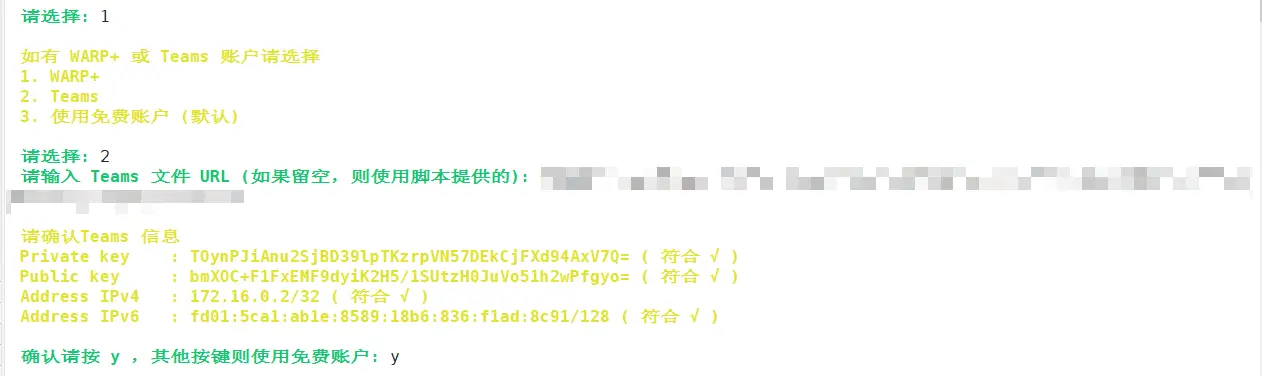 请选择: 1
如有 WARP+ 或 Teams 账户请选择
1. WARP+
2. Teams
3. 使用免费账户 (默认)
请选择: 2
请输入 Teams 文件 URL (如果留空，则使用脚本提供的):
请确认Teams 信息
Private key : TOynPJiAnu2SjBD39lpTKzrpVN57DEkCjFXd94AxV7Q= ( 符合 √ )
Public key : bmXOC+F1FxEMF9dyiK2H5/1SUtzH0JuVo51h2wPfgyo= ( 符合 √ )
Address IPv4 : 172.16.0.2/32 ( 符合 √ )
Address IPv6 : fd01:5ca1:ab1e:8589:18b6:836:f1ad:8c91/128 ( 符合 √ )
确认请按 y ，其他按键则使用免费账户: y